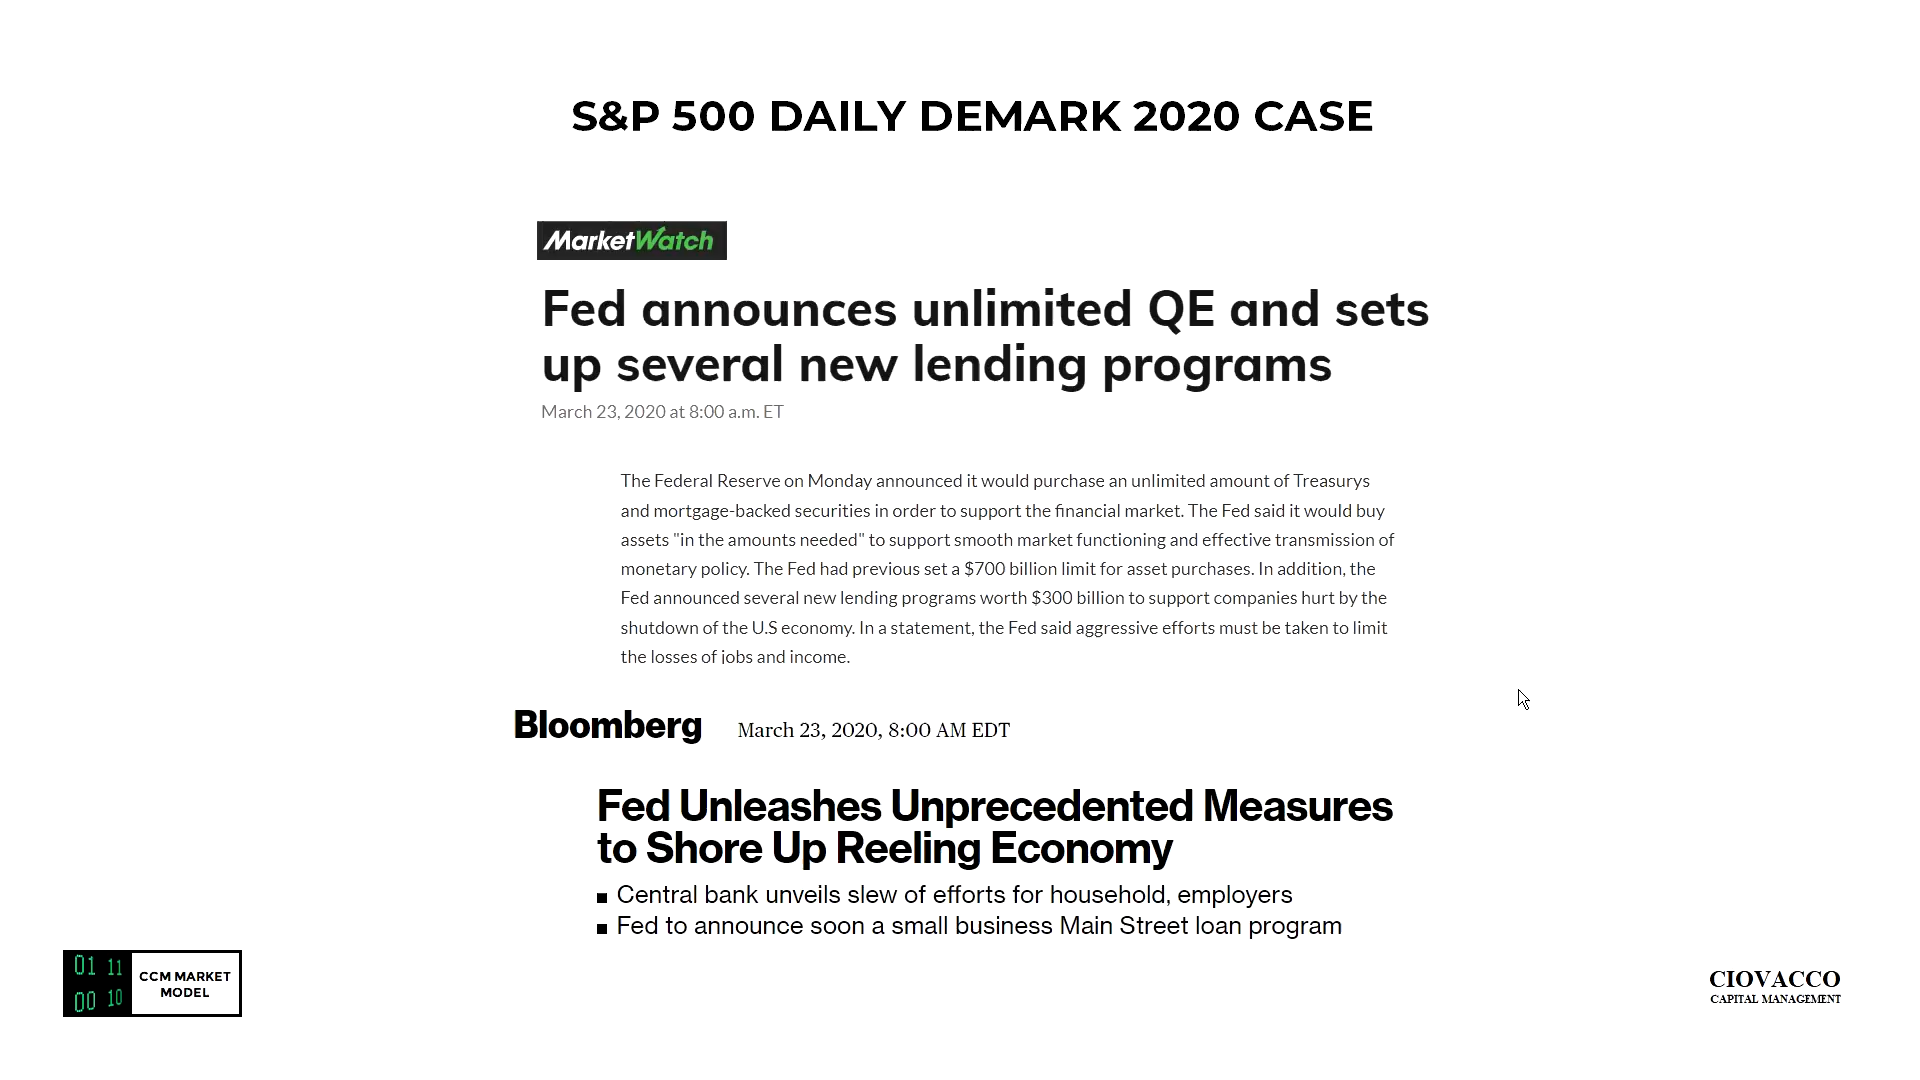 S&P 500 DAILY DEMARK 2020 CASE
MarketWatch
Fed announces unlimited QE and sets
up several new lending programs
March 23, 2020 at 8:00 a.m. ET
The Federal Reserve on Monday announced it would purchase an unlimited amount of Treasurys
and mortgage-backed securities in order to support the financial market. The Fed said it would buy
assets "in the amounts needed" to support smooth market functioning and effective transmission of
monetary policy. The Fed had previous set a $700 billion limit for asset purchases. In addition, the
Fed announced several new lending programs worth $300 billion to support companies hurt by the
shutdown of the U.S economy. In a statement, the Fed said aggressive efforts must be taken to limit
the losses of jobs and income.
Bloomberg March 23, 2020, 8:00 AM EDT
Fed Unleashes Unprecedented Measures
to Shore Up Reeling Economy
■ Central bank unveils slew of efforts for household, employers
■ Fed to announce soon a small business Main Street loan program
01 11
00 10
CCM MARKET
MODEL
CIOVACCO
CAPITAL MANAGEMENT